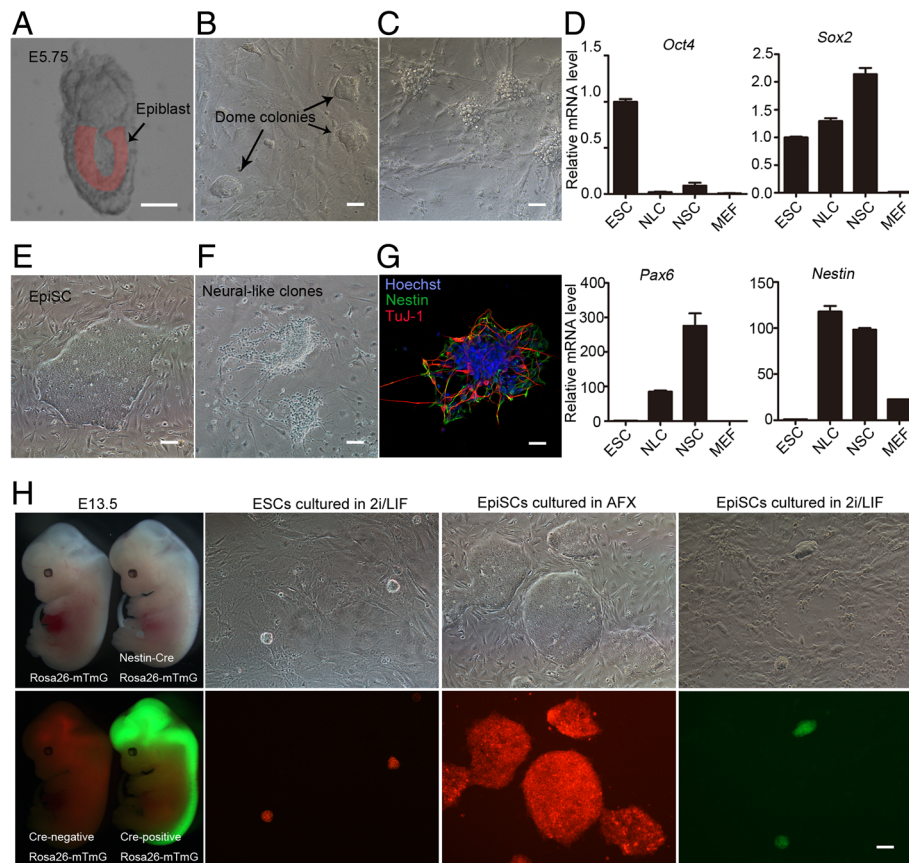 A
E5.75
Epiblast
B
Dome colonies
C
D
Oct4
Relative mRNA level
1.0
0.5
0.0
ESC
NLC
NSC
MEF
Sox2
2.5
2.0
1.5
1.0
0.5
0.0
ESC
NLC
NSC
MEF
E
EpiSC
F
Neural-like clones
G
Hoechst
Nestin
TuJ-1
Pax6
Relative mRNA level
400
300
200
100
0
ESC
NLC
NSC
MEF
Nestin
150
100
50
0
ESC
NLC
NSC
MEF
H
E13.5
ESCs cultured in 2i/LIF
EpiSCs cultured in AFX
EpiSCs cultured in 2i/LIF
Nestin-Cre
Rosa26-mTmG Rosa26-mTmG
Cre-negative Cre-positive
Rosa26-mTmG Rosa26-mTmG